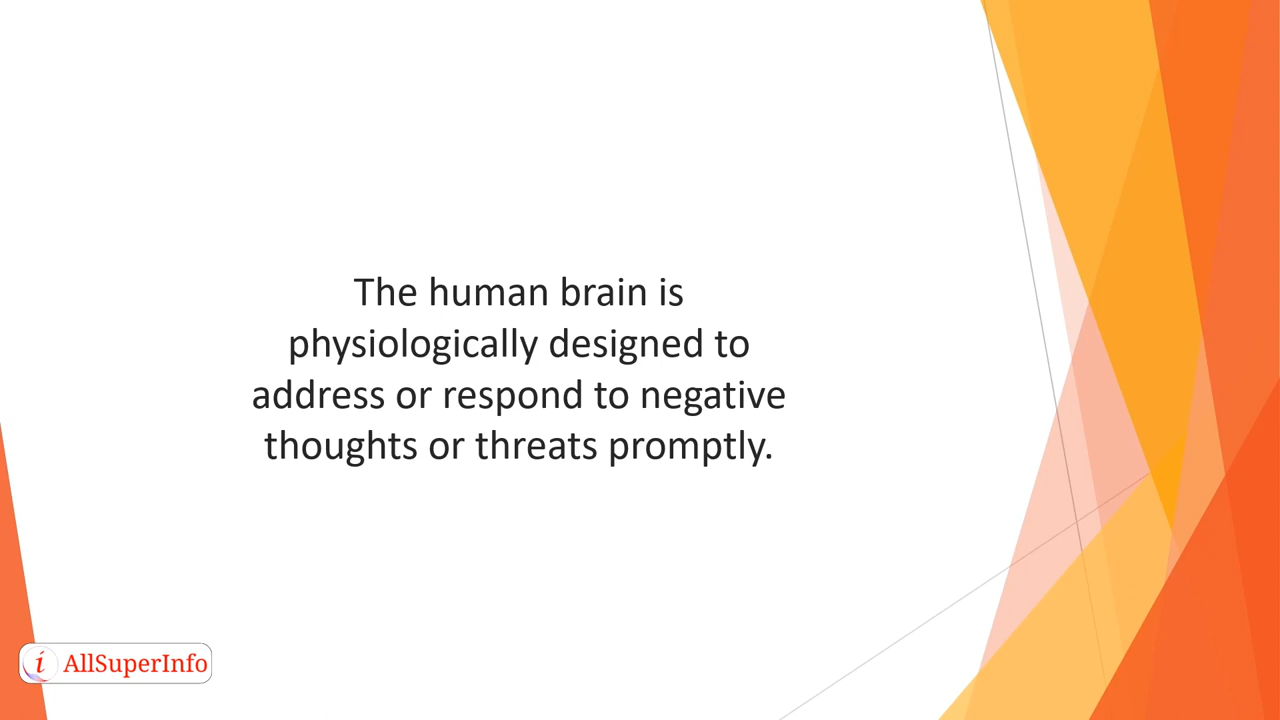 The human brain is
physiologically designed to
address or respond to negative
thoughts or threats promptly.
i AllSuperInfo